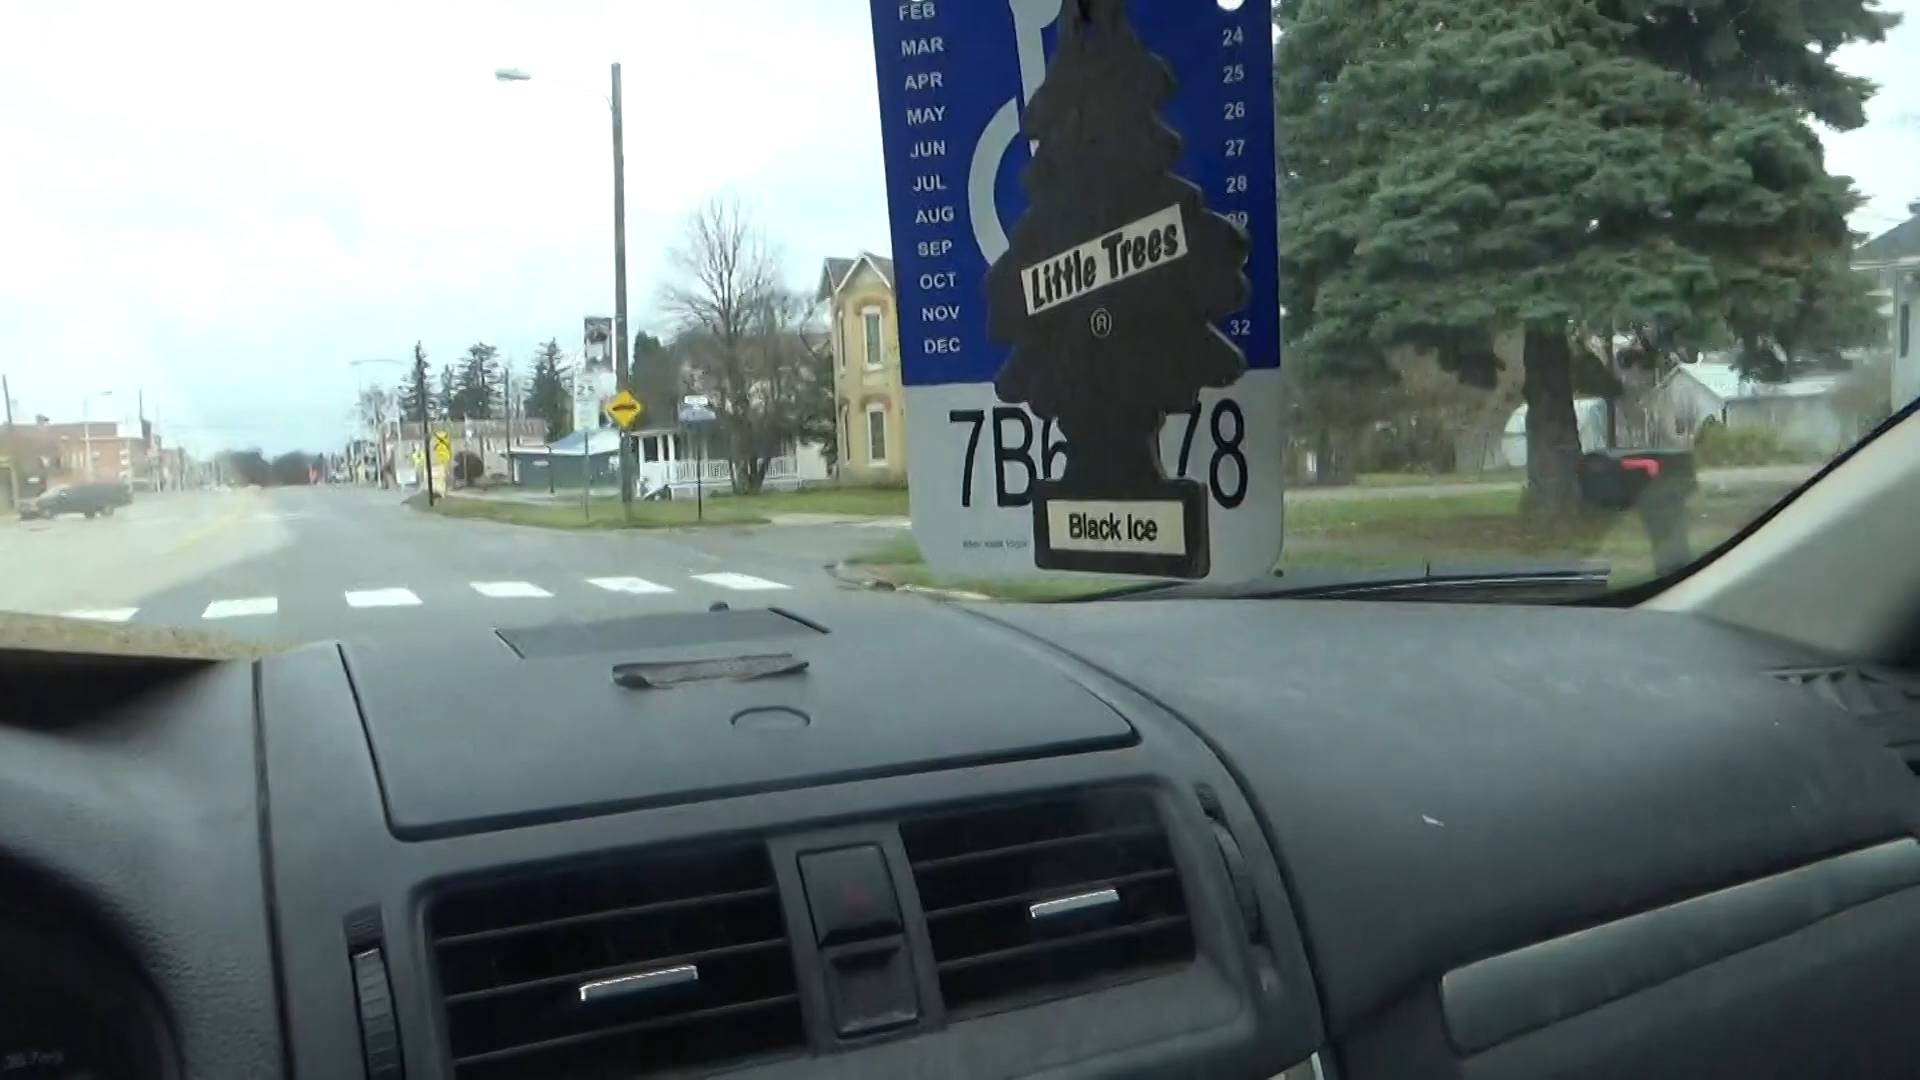 FEB
MAR
APR
MAY
JUN
JUL
AUG
SEP
OCT
NOV
DEC
24
25
26
27
28
32
Little Trees
7B6 78
Black Ice
25